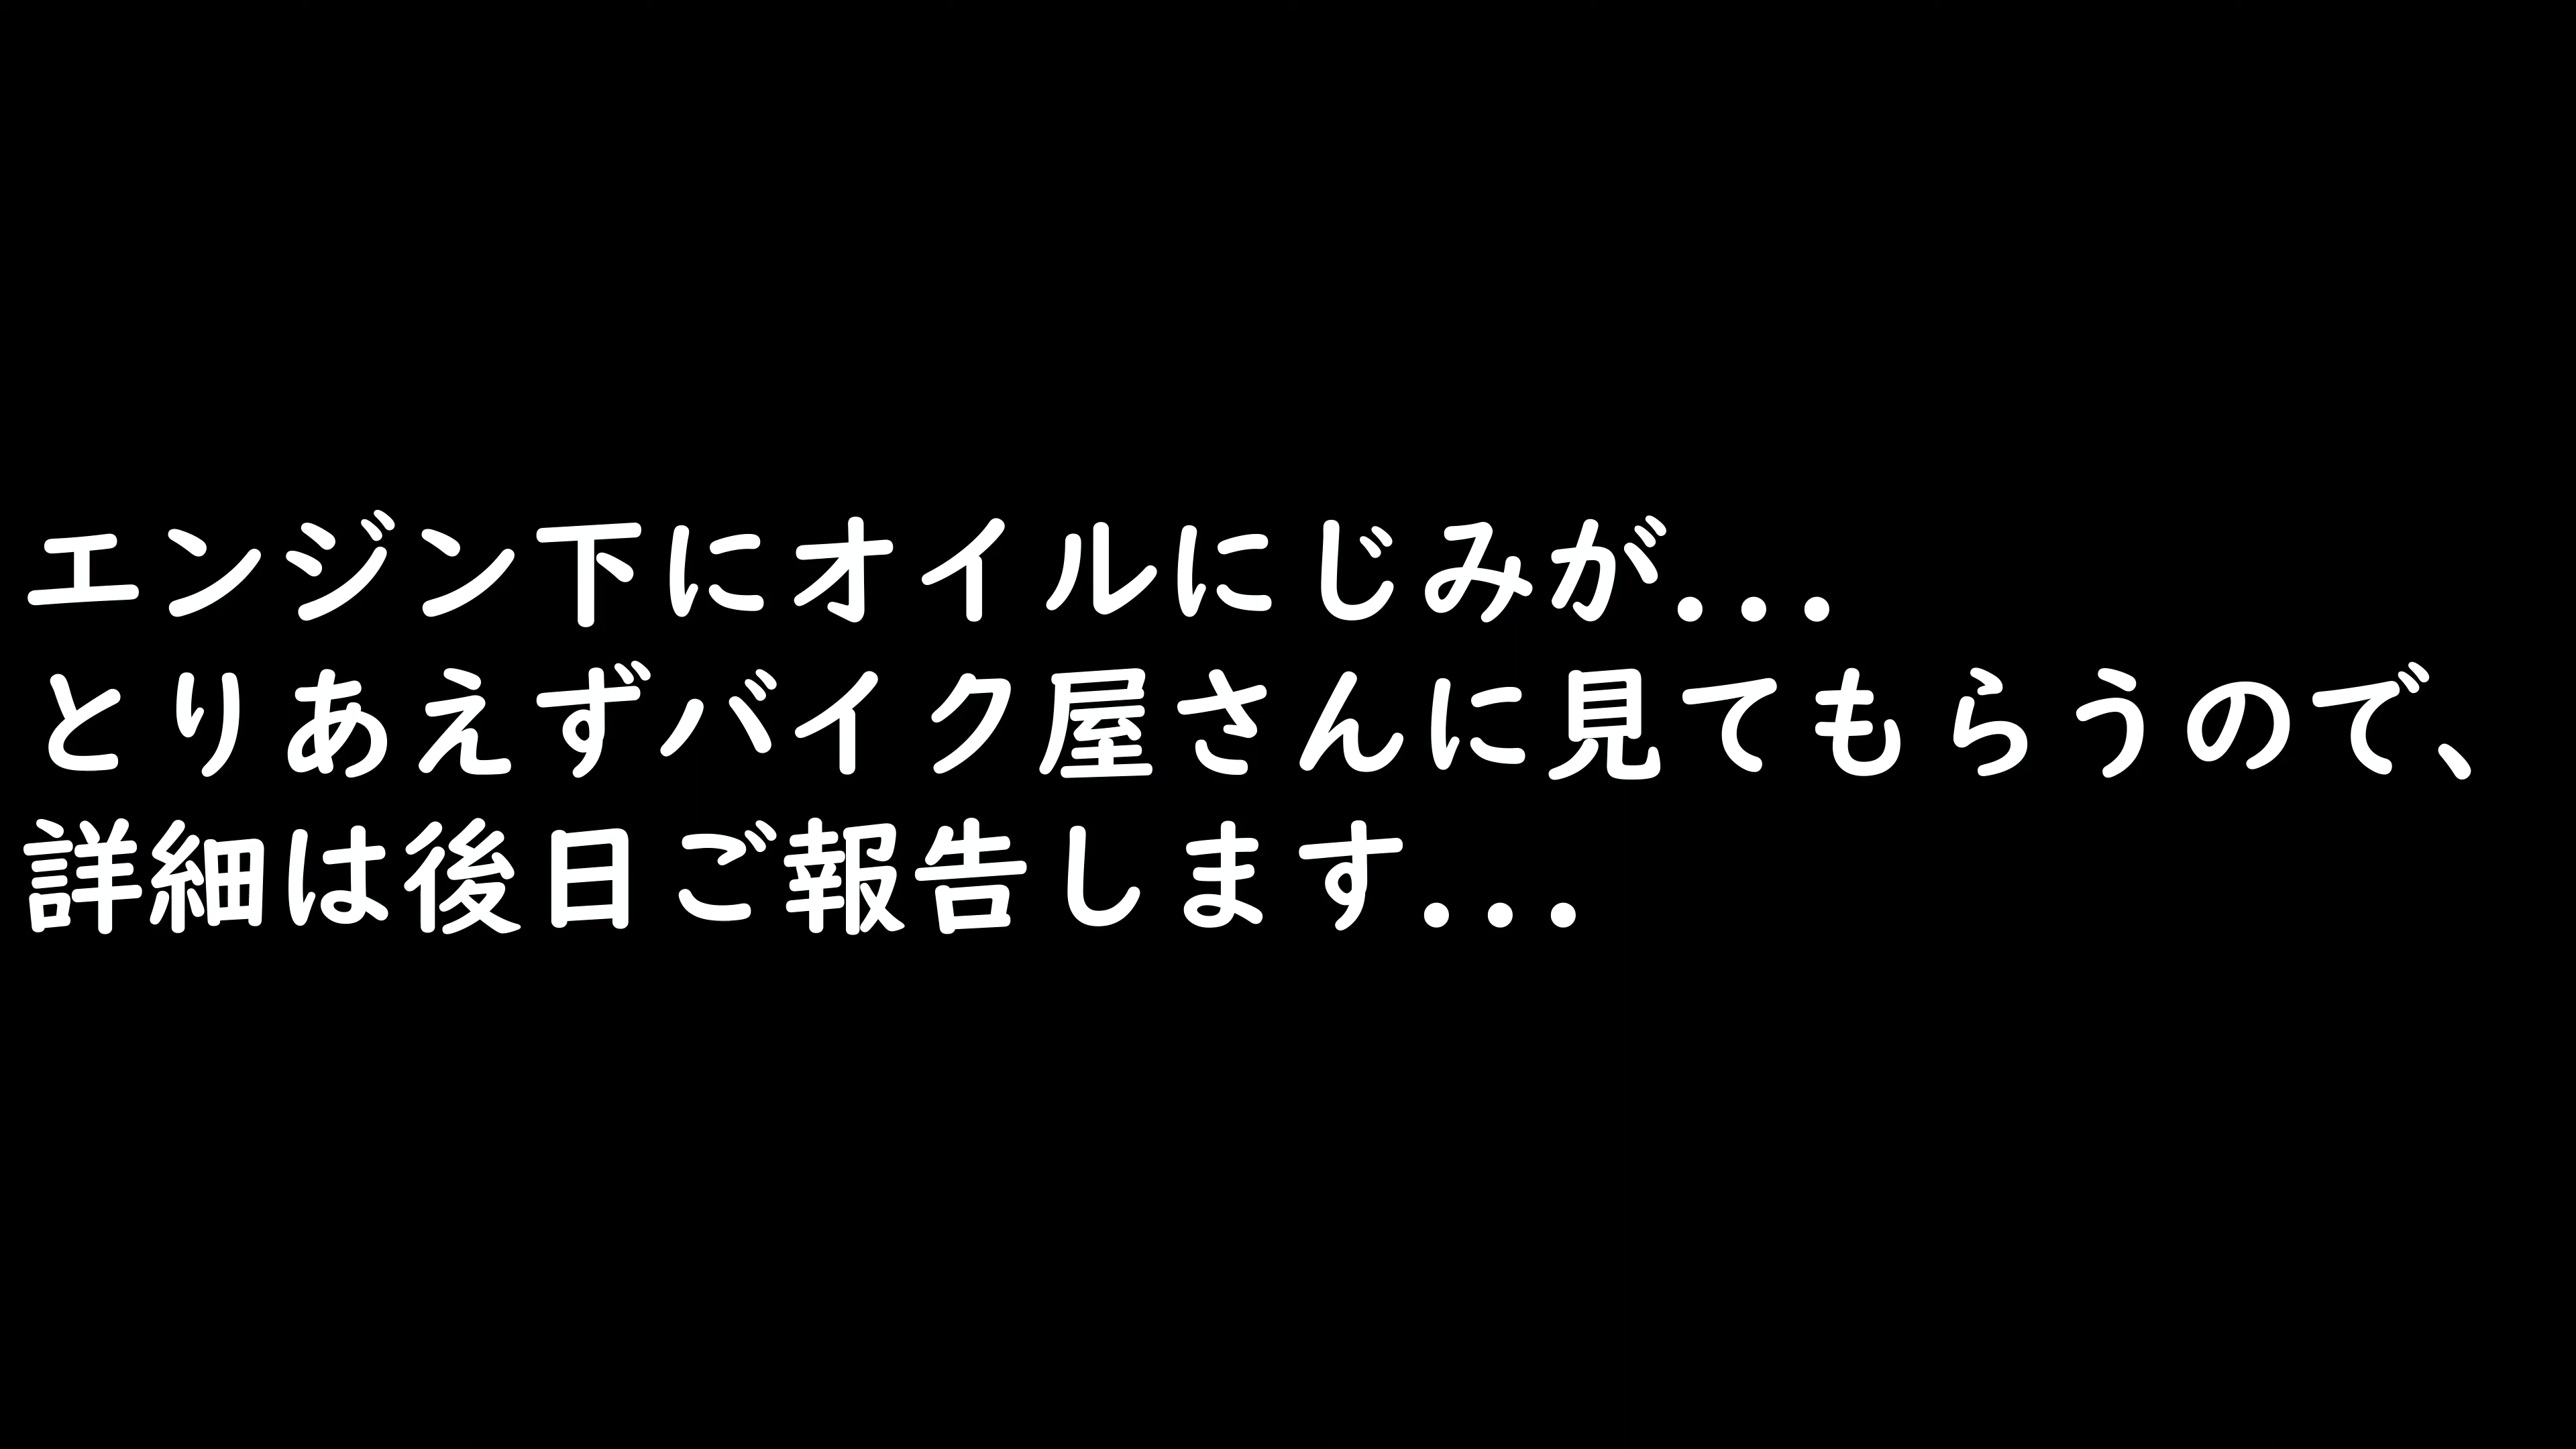 エンジン下にオイルにじみが...
とりあえずバイク屋さんに見てもらうので、
詳細は後日ご報告します...